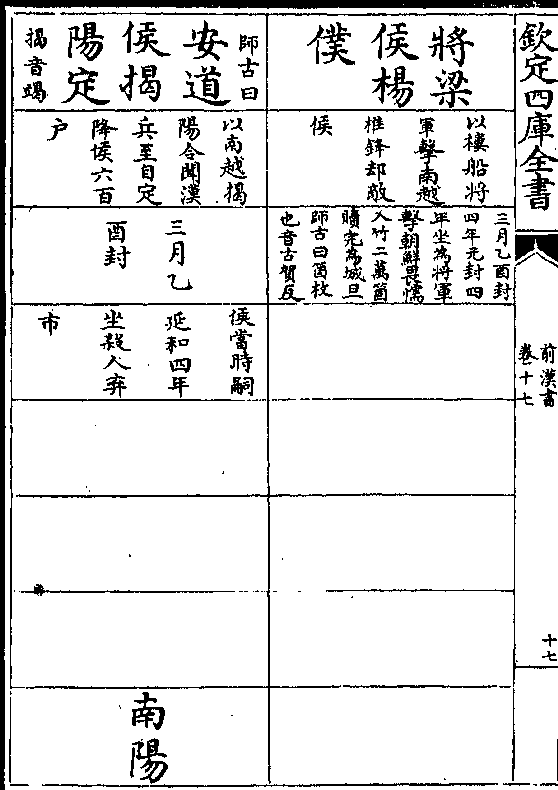 欽定四庫全書
前漢書
卷十七
十七
將梁
侯楊
僕
以樓船將
軍擊南越
椎鋒却敵
侯
三月乙酉封
四年元封四
年坐為將軍
擊朝鮮畏懦
入竹二萬箇
贖完為城旦
師古曰箇枚
也音古賀反
師古曰
安道
侯揭
陽定
揭音竭
以南越揭
陽令聞漢
兵至自定
降侯六百
户
三月乙
酉封
侯當時嗣
延和四年
坐殺人弃
市
南陽